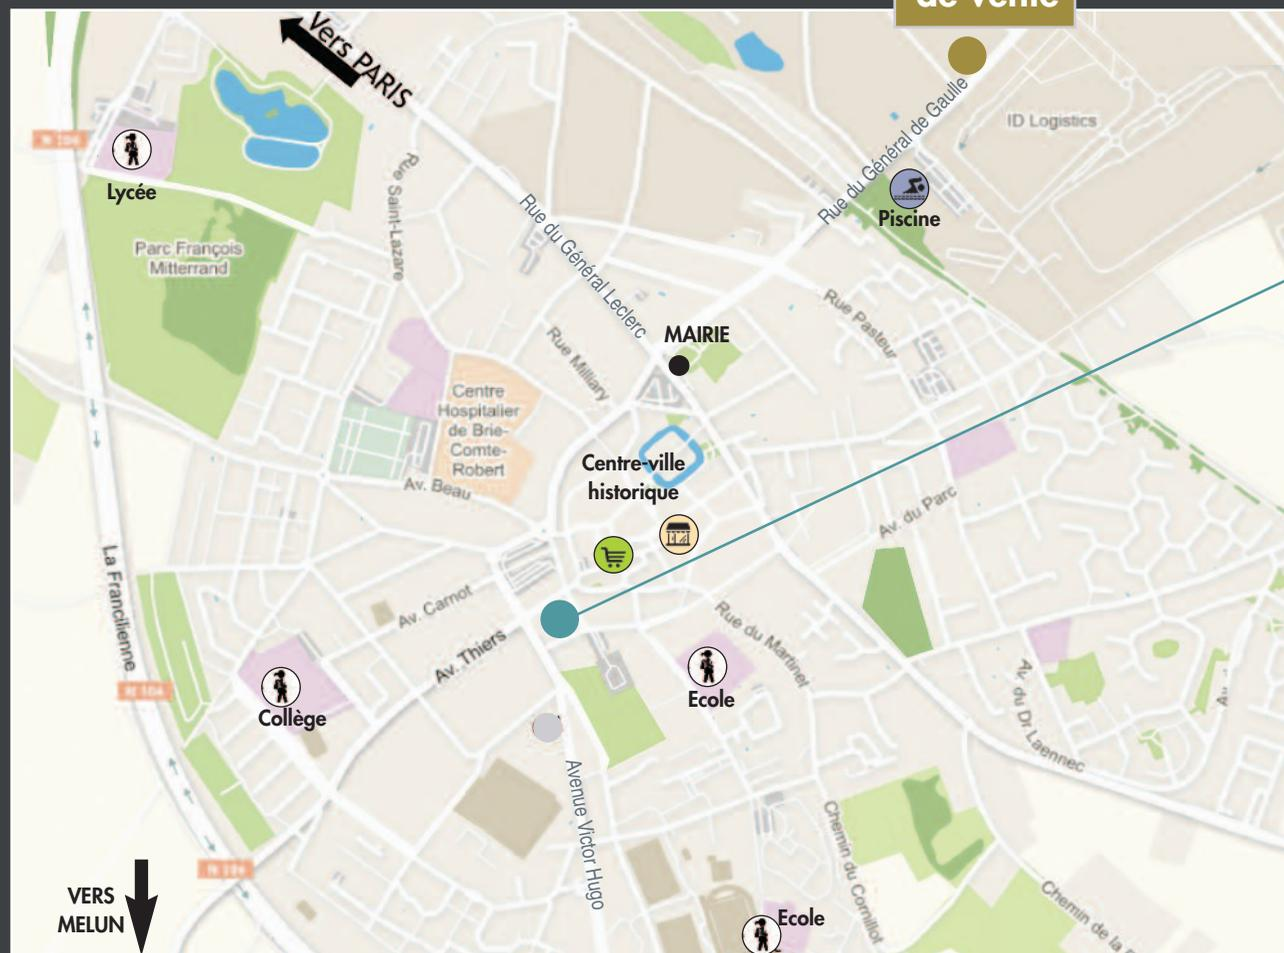 de vente
Vers PARIS
ID Logistics
Rue du Général de Gaulle
Lycée
Rue Saint-Lazare
Rue du Général Leclerc
Piscine
Parc François
Mitterrand
Rue Pasteur
MAIRIE
Rue Milliary
Centre
Hospitalier
de Brie-
Comte-
Robert
Centre-ville
historique
Av. Beau
Av. du Parc
La Francilienne
Av. Carnot
Av. Thiers
Rue du Martinet
N 104
Ecole
Collège
Av. du Dr Laennec
Av.
Avenue Victor Hugo
Chemin du Cornillot
VERS
MELUN
Ecole
Chemin de la